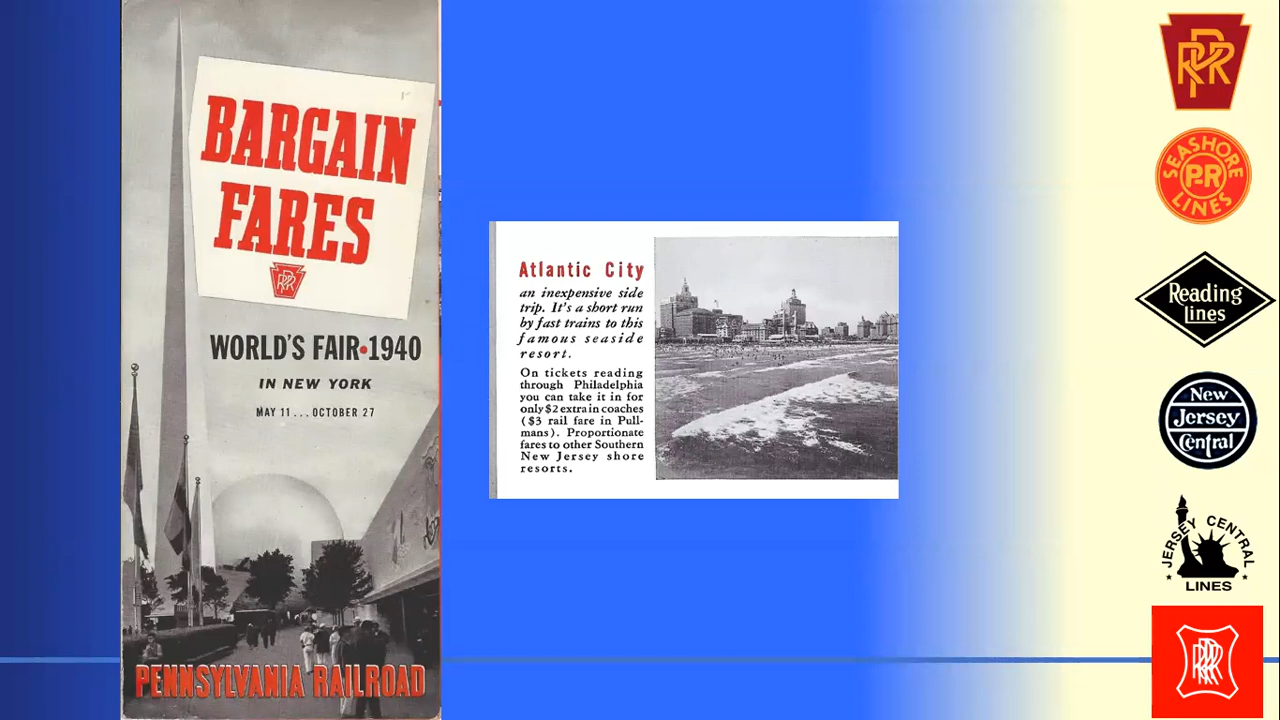 BARGAIN
FARES
PRR
WORLD'S FAIR•1940
IN NEW YORK
MAY 11...OCTOBER 27
PENNSYLVANIA RAILROAD
Atlantic City
an inexpensive side
trip. It's a short run
by fast trains to this
famous seaside
resort.
On tickets reading
through Philadelphia
you can take it in for
only $2 extra in coaches
($3 rail fare in Pull-
mans). Proportionate
fares to other Southern
New Jersey shore
resorts.
PRR
SEASHORE
P-R
LINES
Reading
Lines
New
Jersey
Central
JERSEY CENTRAL
LINES